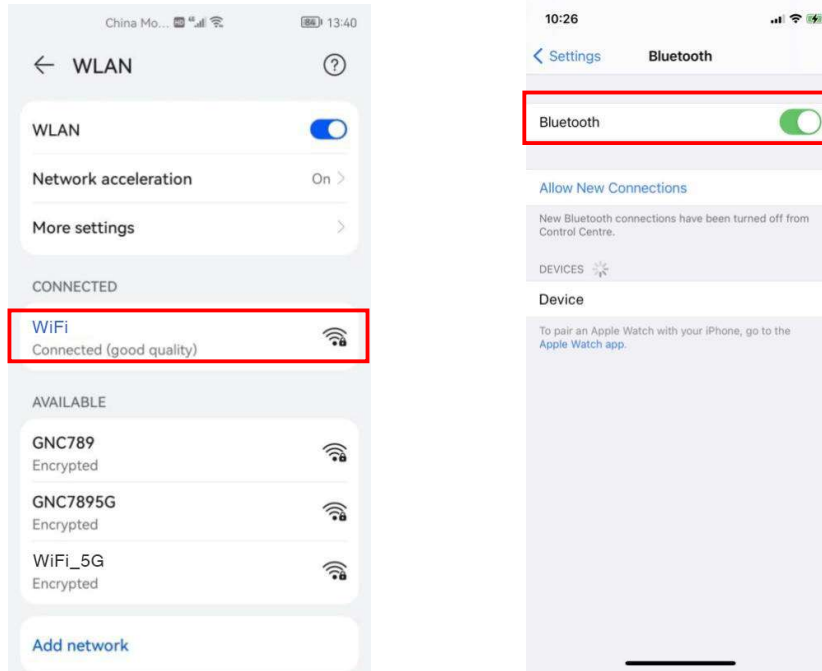 China Mo... HD 84 13:40
WLAN
WLAN
Network acceleration On
More settings
CONNECTED
WiFi
Connected (good quality)
AVAILABLE
GNC789
Encrypted
GNC7895G
Encrypted
WiFi_5G
Encrypted
Add network
10:26
Settings Bluetooth
Bluetooth
Allow New Connections
New Bluetooth connections have been turned off from
Control Centre.
DEVICES
Device
To pair an Apple Watch with your iPhone, go to the
Apple Watch app.